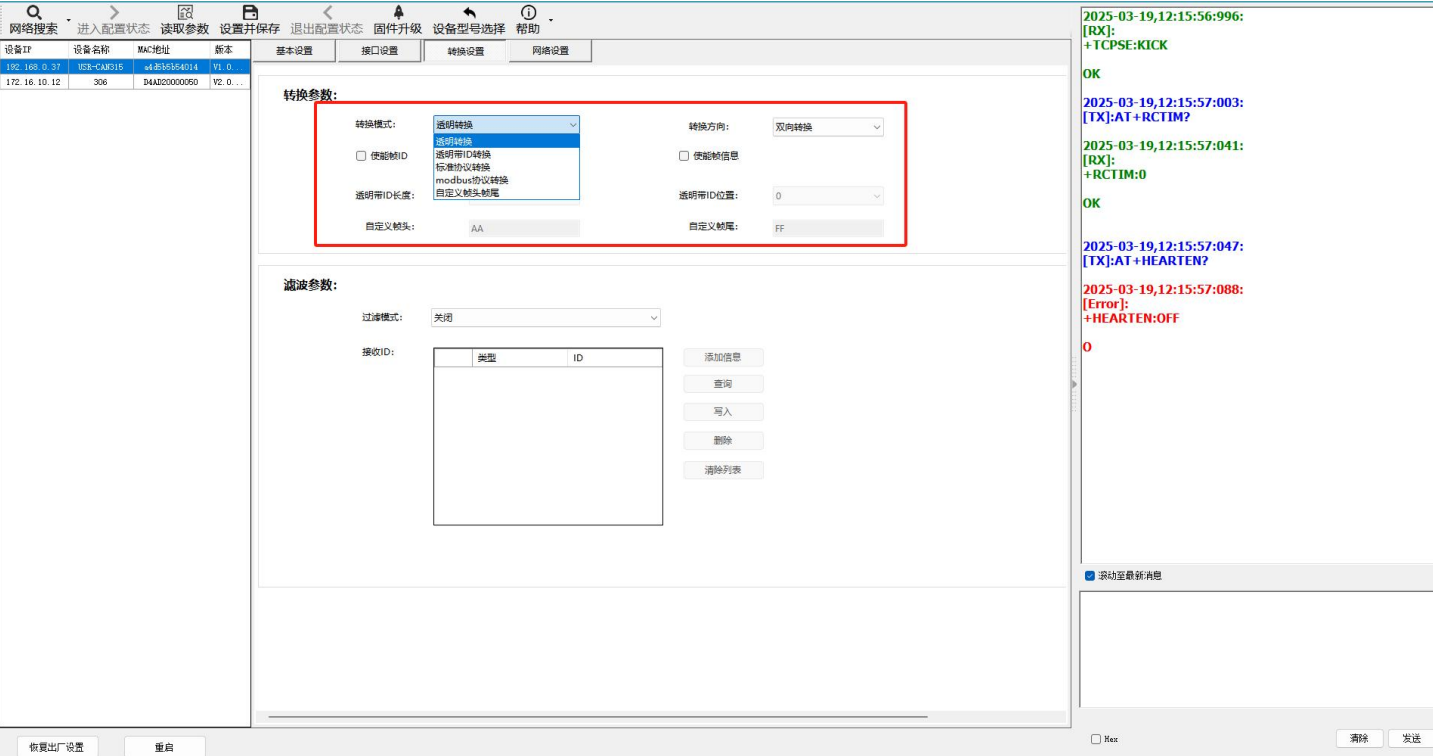 网络搜索 进入配置状态 读取参数 设置并保存 退出配置状态 固件升级 设备型号选择 帮助
设备IP 设备名称 MAC地址 版本
192.168.0.37 USR-CAN315 a4d5b5b54014 V1.0...
172.16.10.12 306 D4AD20000050 V2.0...
基本设置 接口设置 转换设置 网络设置
转换参数:
转换模式: 透明转换 转换方向: 双向转换
透明转换
透明带ID转换
标准协议转换
modbus协议转换
自定义帧头帧尾
使能帧ID 使能帧信息
透明带ID长度: 透明带ID位置: 0
自定义帧头: AA 自定义帧尾: FF
滤波参数:
过滤模式: 关闭
接收ID: 类型 ID
添加信息
查询
写入
删除
清除列表
恢复出厂设置 重启
2025-03-19,12:15:56:996:
[RX]:
+TCPSE:KICK
OK
2025-03-19,12:15:57:003:
[TX]:AT+RCTIM?
2025-03-19,12:15:57:041:
[RX]:
+RCTIM:0
OK
2025-03-19,12:15:57:047:
[TX]:AT+HEARTEN?
2025-03-19,12:15:57:088:
[Error]:
+HEARTEN:OFF
O
滚动至最新消息
Hex 清除 发送